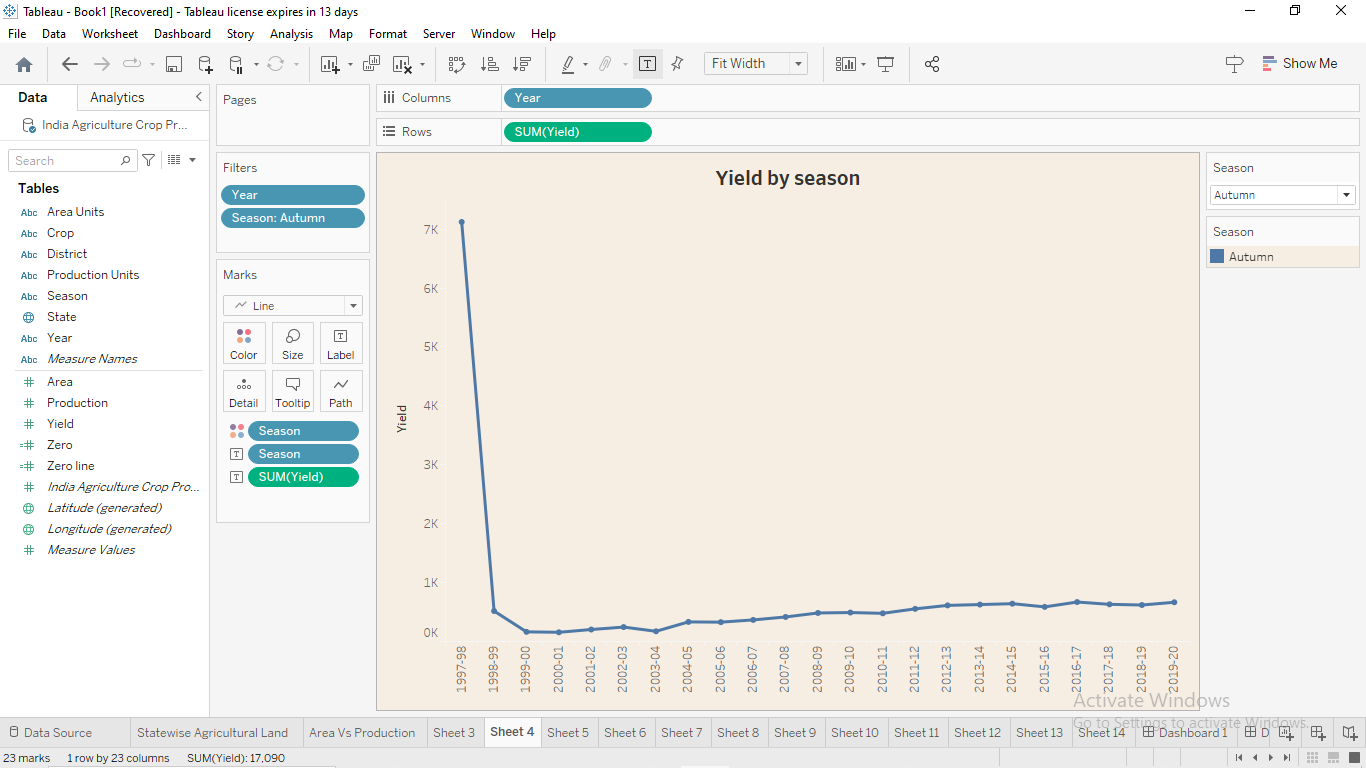 Tableau - Book1 [Recovered] - Tableau license expires in 13 days
File Data Worksheet Dashboard Story Analysis Map Format Server Window Help
Fit Width
Show Me
Data Analytics
India Agriculture Crop Pr...
Search
Tables
Abc Area Units
Abc Crop
Abc District
Abc Production Units
Abc Season
State
Abc Year
Abc Measure Names
Area
Production
Yield
Zero
Zero line
India Agriculture Crop Pro...
Latitude (generated)
Longitude (generated)
Measure Values
Pages
Filters
Year
Season: Autumn
Marks
Line
Color Size Label
Detail Tooltip Path
Season
Season
SUM(Yield)
Columns Year
Rows SUM(Yield)
Yield by season
7K
6K
5K
4K
3K
2K
1K
0K
Yield
1997-98
1998-99
1999-00
2000-01
2001-02
2002-03
2003-04
2004-05
2005-06
2006-07
2007-08
2008-09
2009-10
2010-11
2011-12
2012-13
2013-14
2014-15
2015-16
2016-17
2017-18
2018-19
2019-20
Season
Autumn
Season
Autumn
Activate Windows
Go to Settings to activate Windows.
Data Source Statewise Agricultural Land Area Vs Production Sheet 3 Sheet 4 Sheet 5 Sheet 6 Sheet 7 Sheet 8 Sheet 9 Sheet 10 Sheet 11 Sheet 12 Sheet 13 Sheet 14 Dashboard 1 D
23 marks 1 row by 23 columns SUM(Yield): 17,090